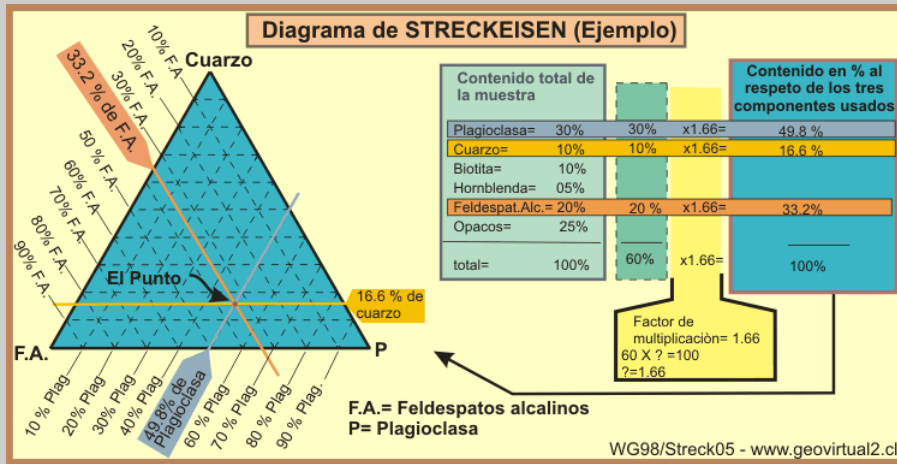 Diagrama de STRECKEISEN (Ejemplo)
Cuarzo
10% F.A.
20% F.A.
30% F.A.
33.2 % de F.A.
50 % F.A.
60% F.A.
70% F.A.
80% F.A.
90% F.A.
El Punto
16.6 % de
cuarzo
F.A.
P
10 % Plag
20% Plag
30% Plag
40% Plag
49.8% de
Plagioclasa
60 % Plag
70% Plag
80 % Plag
90% Plag.
Contenido total de
la muestra
Contenido en % al
respeto de los tres
componentes usados
Plagioclasa= 30% 30% x1.66= 49.8 %
Cuarzo= 10% 10% x1.66= 16.6 %
Biotita= 10%
Hornblenda= 05%
Feldespat.Alc.= 20% 20 % x1.66= 33.2%
Opacos= 25%
total= 100% 60% x1.66= 100%
Factor de
multiplicaciòn= 1.66
60 X ? =100
?=1.66
F.A.= Feldespatos alcalinos
P= Plagioclasa
WG98/Streck05 - www.geovirtual2.cl